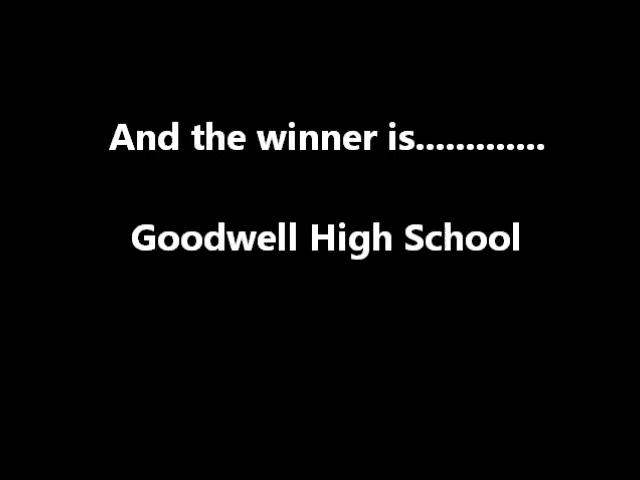 And the winner is.............
Goodwell High School